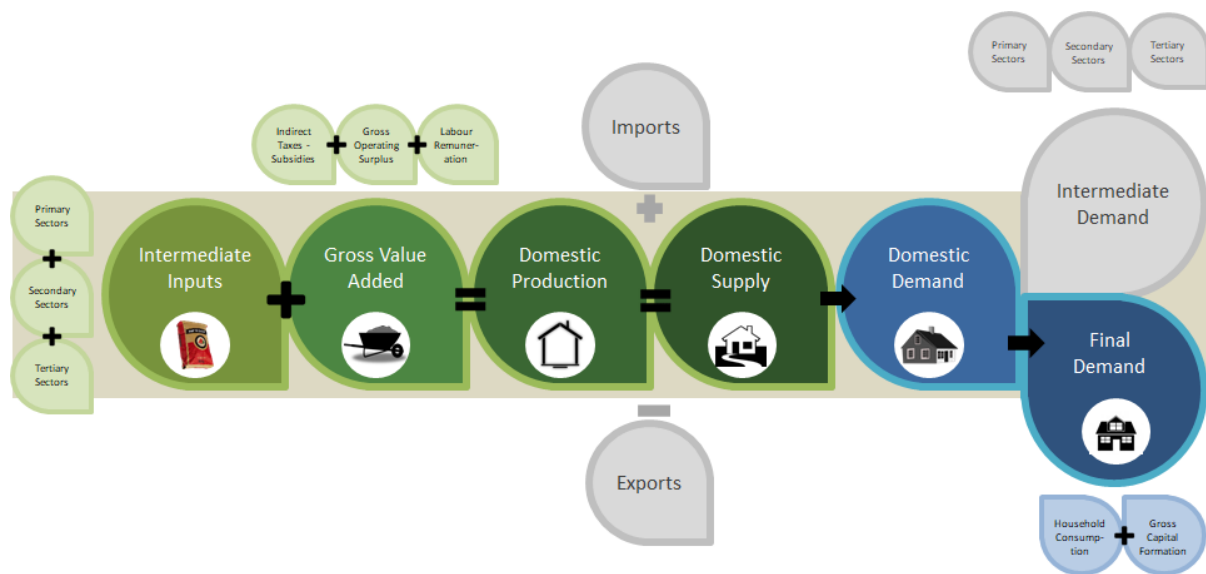 Primary
Sectors
Secondary
Sectors
Tertiary
Sectors
Indirect
Taxes -
Subsidies
Gross
Operating
Surplus
Labour
Remuner-
ation
Imports
Primary
Sectors
Secondary
Sectors
Tertiary
Sectors
Intermediate
Inputs
Gross Value
Added
Domestic
Production
Domestic
Supply
Domestic
Demand
Intermediate
Demand
Final
Demand
Exports
Household
Consump-
tion
Gross
Capital
Formation